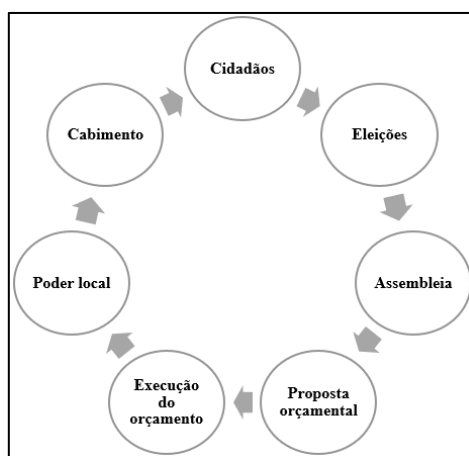 Cidadãos
Eleições
Assembleia
Proposta
orçamental
Execução
do
orçamento
Poder local
Cabimento